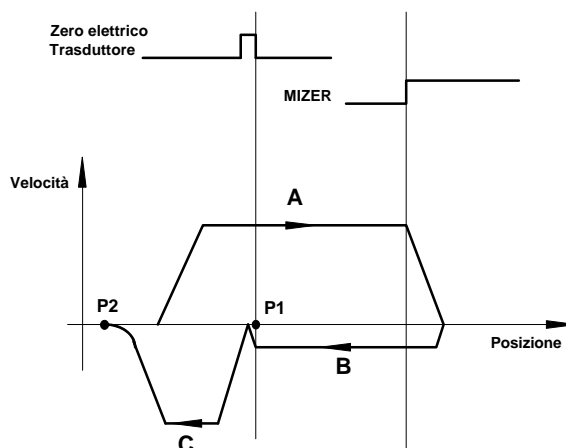 Zero elettrico
Trasduttore
MIZER
Velocità
A
P2
P1
Posizione
B
C